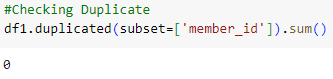 #Checking Duplicate
df1.duplicated(subset=['member_id']).sum()
0